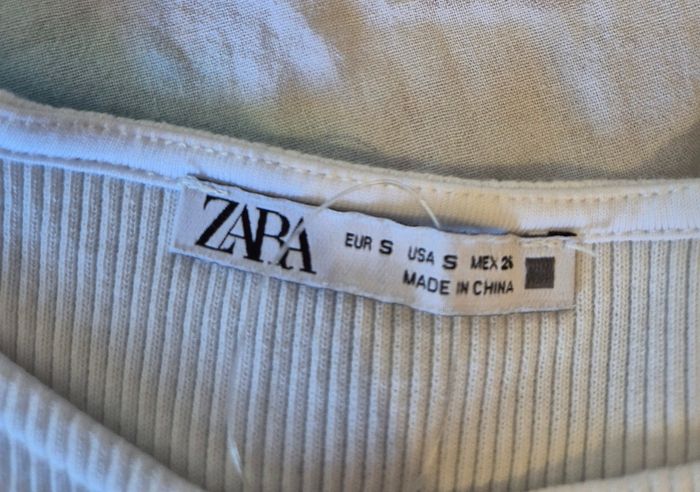 ZARA
EUR S USA S MEX 26
MADE IN CHINA